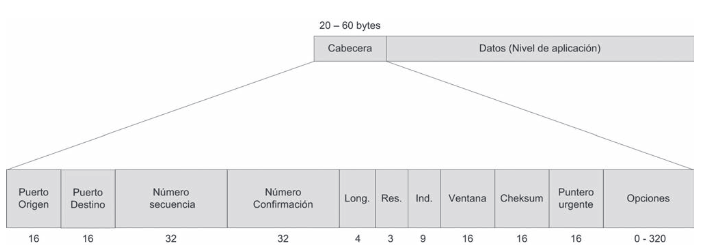 20 – 60 bytes
Cabecera
Datos (Nivel de aplicación)
Puerto
Origen
Puerto
Destino
Número
secuencia
Número
Confirmación
Long.
Res.
Ind.
Ventana
Cheksum
Puntero
urgente
Opciones
16
16
32
32
4
3
9
16
16
16
0 - 320